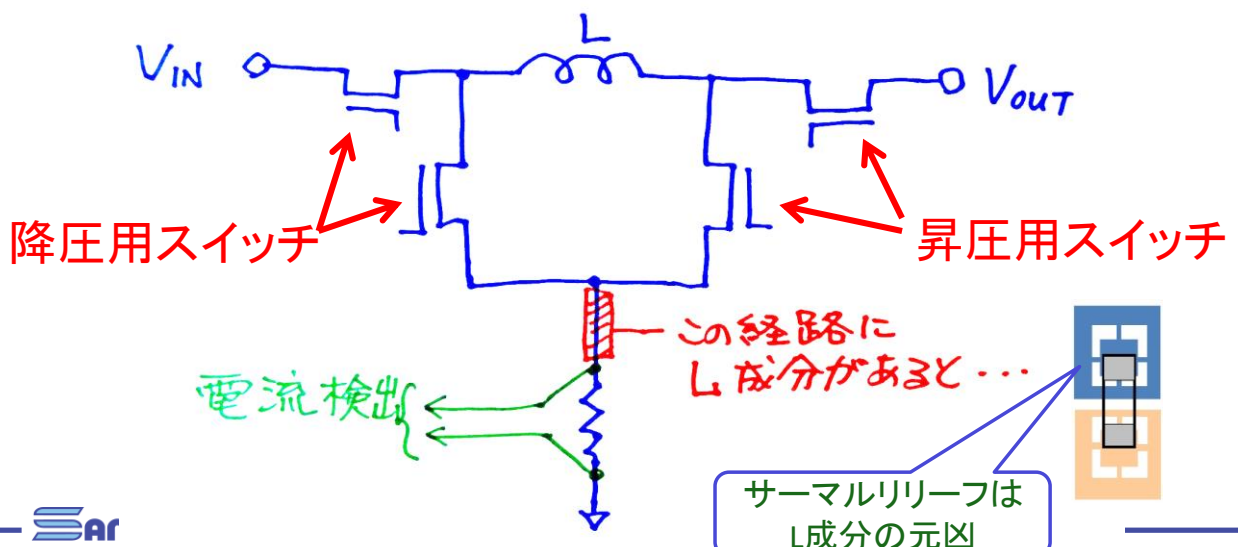 L
VIN
VOUT
降圧用スイッチ
昇圧用スイッチ
この経路に
L成分があると・・・
電流検出
サーマルリリーフは
L成分の元凶
Sar